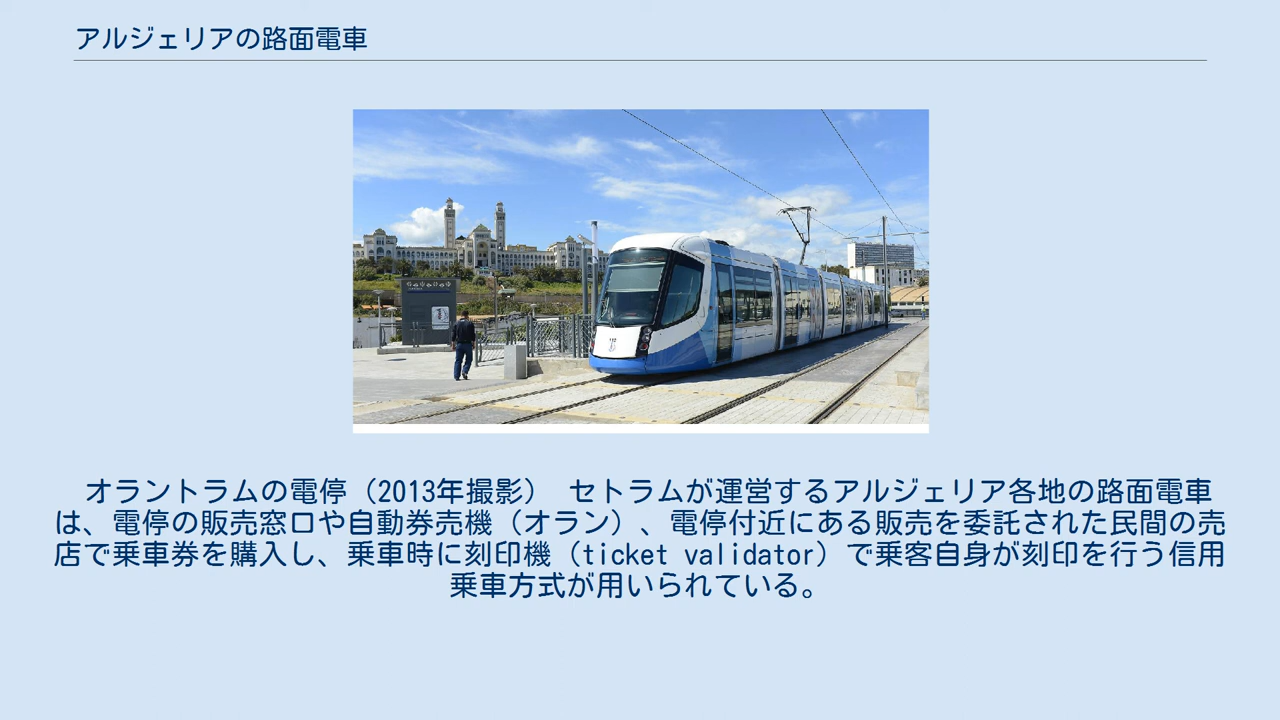 アルジェリアの路面電車
オラントラムの電停（2013年撮影） セトラムが運営するアルジェリア各地の路面電車
は、電停の販売窓口や自動券売機（オラン）、電停付近にある販売を委託された民間の売
店で乗車券を購入し、乗車時に刻印機（ticket validator）で乗客自身が刻印を行う信用
乗車方式が用いられている。